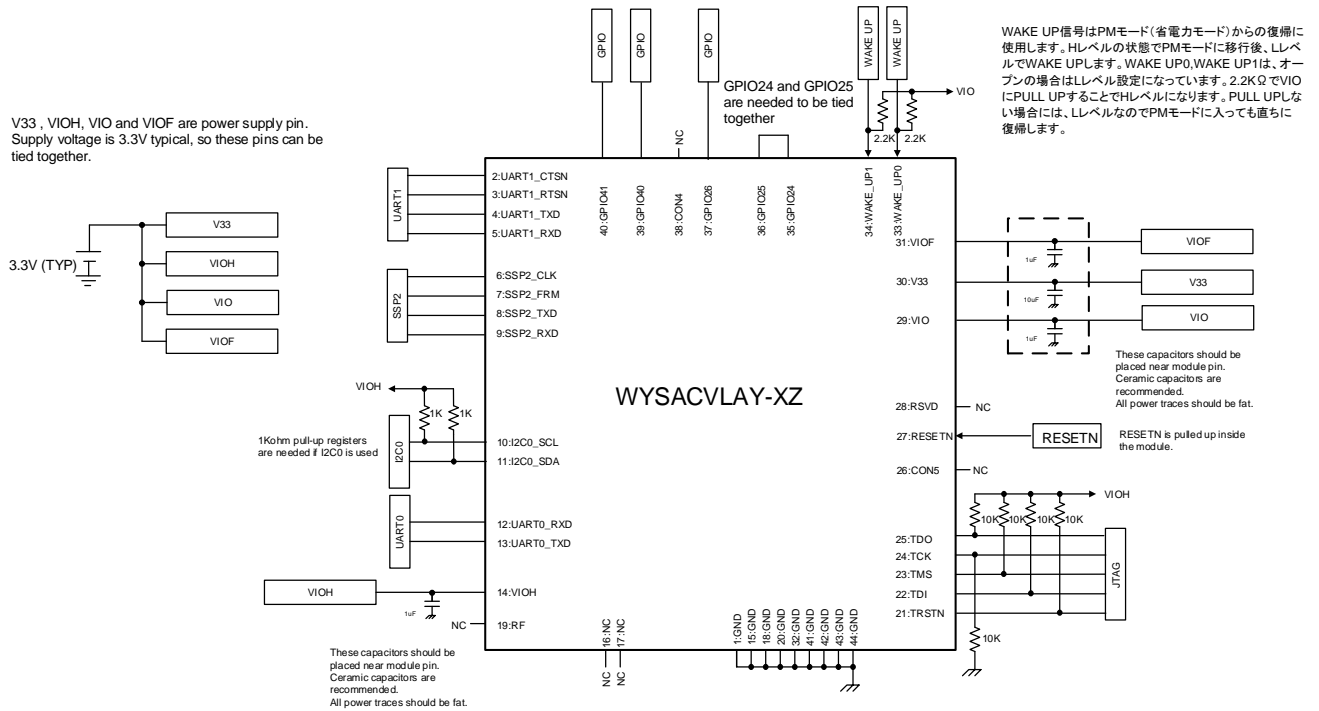 V33 , VIOH, VIO and VIOF are power supply pin.
Supply voltage is 3.3V typical, so these pins can be
tied together.
3.3V (TYP)
V33
VIOH
VIO
VIOF
GPIO
GPIO
GPIO
NC
GPIO24 and GPIO25
are needed to be tied
together
WAKE UP
WAKE UP
VIO
2.2K
2.2K
WAKE UP信号はPMモード(省電力モード)からの復帰に
使用します。Hレベルの状態でPMモードに移行後、Lレベ
ルでWAKE UPします。WAKE UP0,WAKE UP1は、オー
プンの場合はLレベル設定になっています。2.2KΩでVIO
にPULL UPすることでHレベルになります。PULL UPしな
い場合には、LレベルなのでPMモードに入っても直ちに
復帰します。
40:GPIO41
39:GPIO40
38:CON4
37:GPIO26
36:GPIO25
35:GPIO24
34:WAKE_UP1
33:WAKE_UP0
UART1
2:UART1_CTSN
3:UART1_RTSN
4:UART1_TXD
5:UART1_RXD
SSP2
6:SSP2_CLK
7:SSP2_FRM
8:SSP2_TXD
9:SSP2_RXD
VIOH
1K
1K
1Kohm pull-up registers
are needed if I2C0 is used
I2C0
10:I2C0_SCL
11:I2C0_SDA
UART0
12:UART0_RXD
13:UART0_TXD
VIOH
1uF
14:VIOH
NC
19:RF
These capacitors should be
placed near module pin.
Ceramic capacitors are
recommended.
All power traces should be fat.
WYSACVLAY-XZ
31:VIOF
1uF
VIOF
30:V33
10uF
V33
29:VIO
1uF
VIO
These capacitors should be
placed near module pin.
Ceramic capacitors are
recommended.
All power traces should be fat.
28:RSVD
NC
27:RESETN
RESETN
RESETN is pulled up inside
the module.
26:CON5
NC
VIOH
10K
10K
10K
10K
25:TDO
24:TCK
23:TMS
22:TDI
21:TRSTN
JTAG
10K
16:NC
17:NC
NC
NC
1:GND
15:GND
18:GND
20:GND
32:GND
41:GND
42:GND
43:GND
44:GND